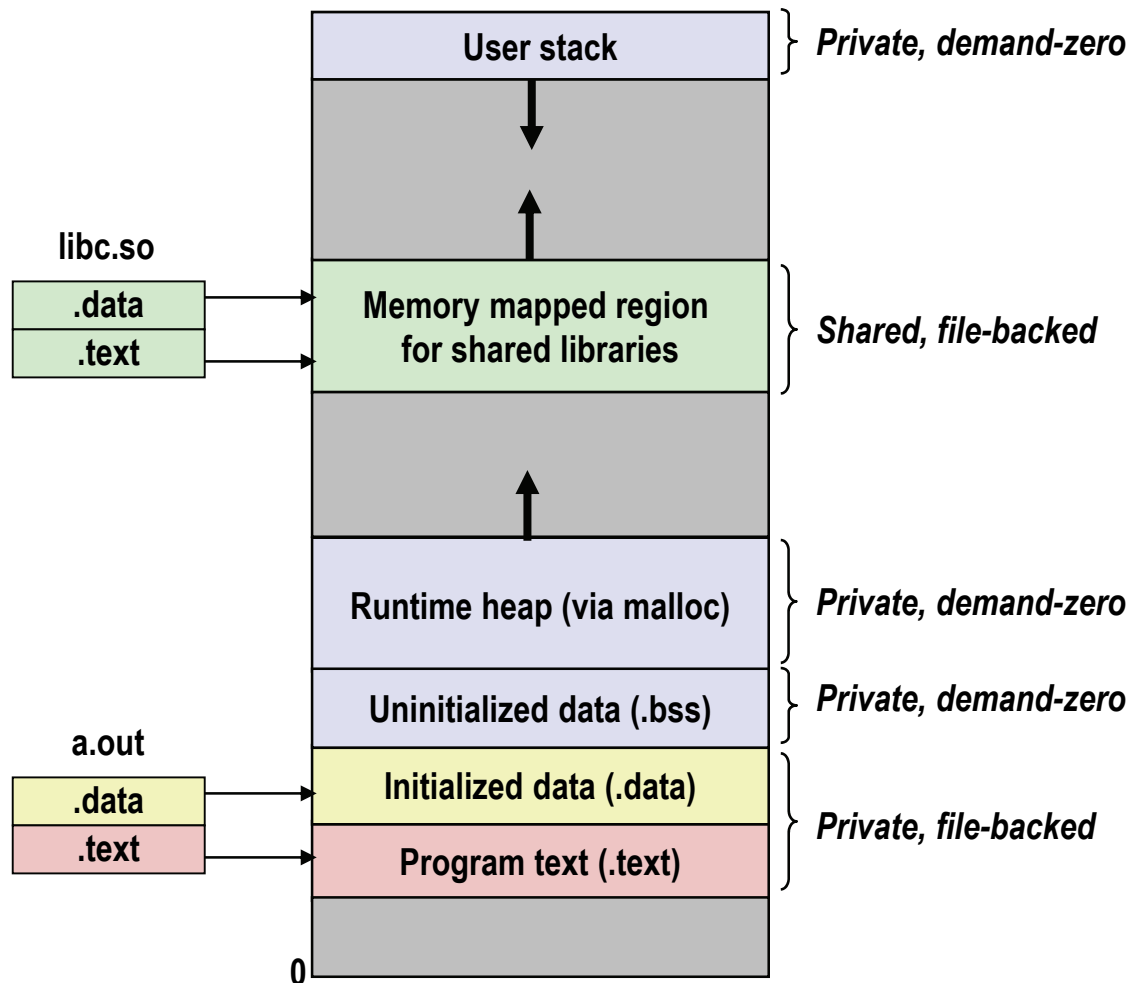 User stack
Private, demand-zero
libc.so
.data
.text
Memory mapped region
for shared libraries
Shared, file-backed
Runtime heap (via malloc)
Private, demand-zero
Uninitialized data (.bss)
Private, demand-zero
a.out
.data
.text
Initialized data (.data)
Program text (.text)
Private, file-backed
0